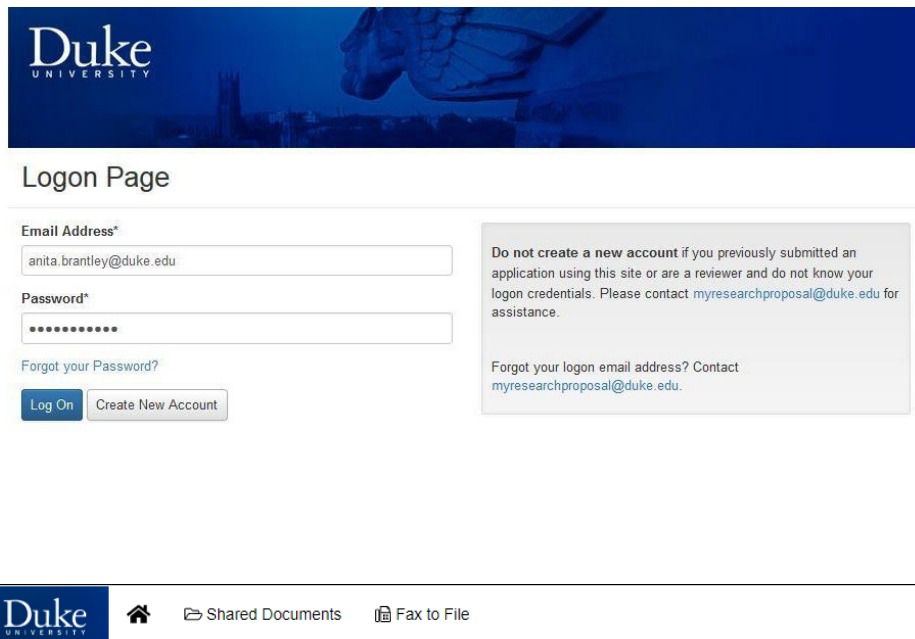 Duke
UNIVERSITY
Logon Page
Email Address*
anita.brantley@duke.edu
Password*
•••••••••••
Forgot your Password?
Log On
Create New Account
Do not create a new account if you previously submitted an
application using this site or are a reviewer and do not know your
logon credentials. Please contact myresearchproposal@duke.edu for
assistance.
Forgot your logon email address? Contact
myresearchproposal@duke.edu.
Duke
UNIVERSITY
Shared Documents
Fax to File